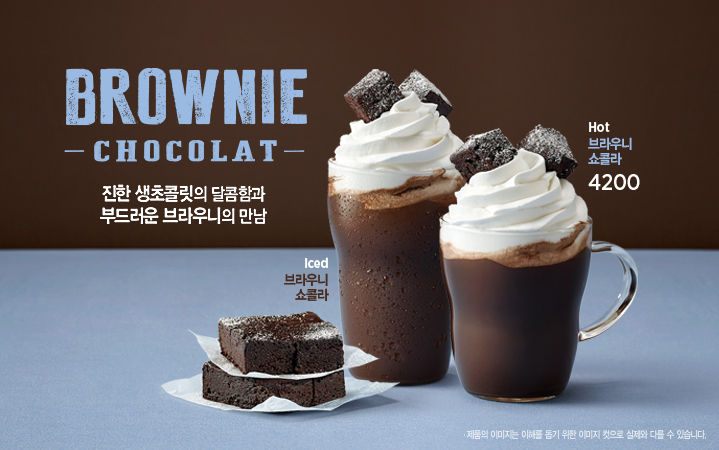 BROWNIE
CHOCOLAT
진한 생초콜릿의 달콤함과
부드러운 브라우니의 만남
Hot
브라우니
쇼콜라
4200
Iced
브라우니
쇼콜라
· 제품의 이미지는 이해를 돕기 위한 이미지 컷으로 실제와 다를 수 있습니다.